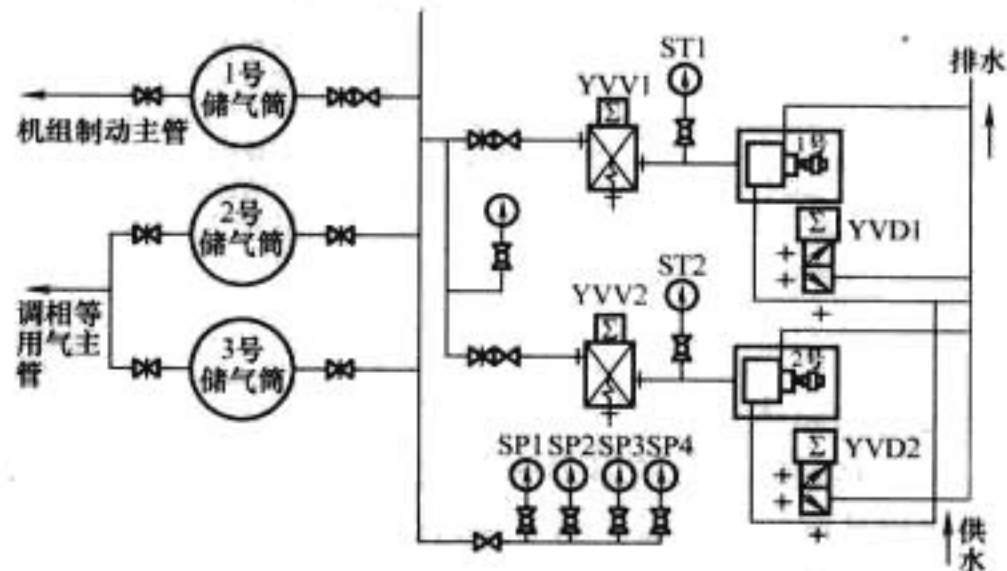 ST1
YVV1
Σ
排水
1号
储气筒
机组制动主管
1号
Σ
YVD1
2号
储气筒
ST2
YVV2
Σ
调相等
用气主
管
3号
储气筒
2号
Σ
YVD2
SP1 SP2 SP3 SP4
供
水